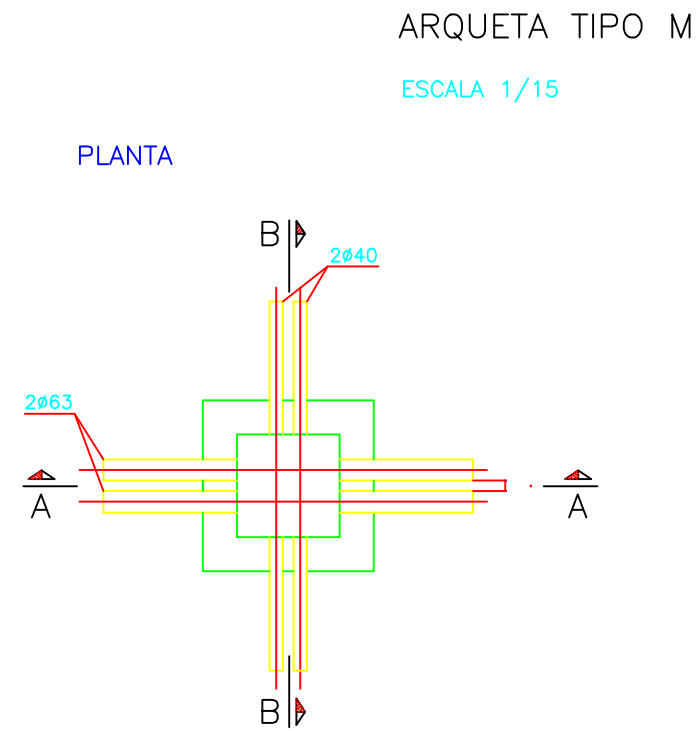 ARQUETA TIPO M
ESCALA 1/15
PLANTA
B
2ø40
2ø63
A
A
B